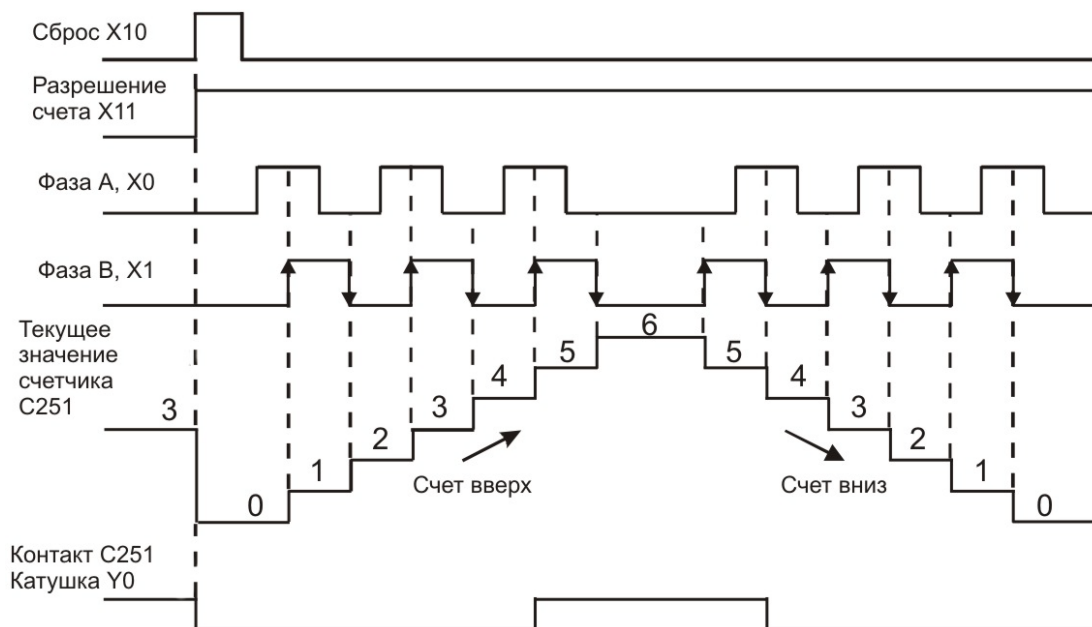 Сброс X10
Разрешение
счета X11
Фаза A, X0
Фаза B, X1
Текущее
значение
счетчика
C251
3
0
1
2
3
4
5
6
5
4
3
2
1
0
Счет вверх
Счет вниз
Контакт C251
Катушка Y0